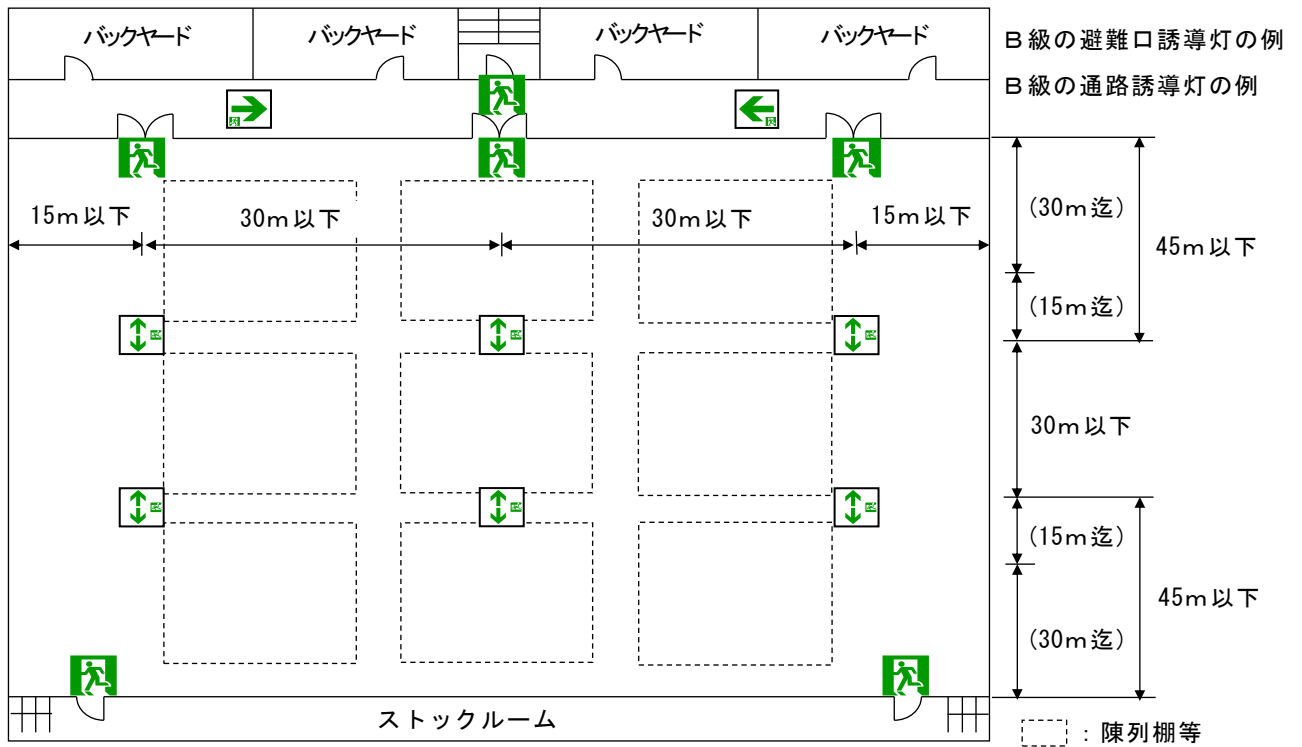 バックヤード
バックヤード
バックヤード
バックヤード
B級の避難口誘導灯の例
B級の通路誘導灯の例
15m以下
30m以下
30m以下
15m以下
(30m迄)
45m以下
(15m迄)
30m以下
(15m迄)
45m以下
(30m迄)
ストックルーム
:陳列棚等